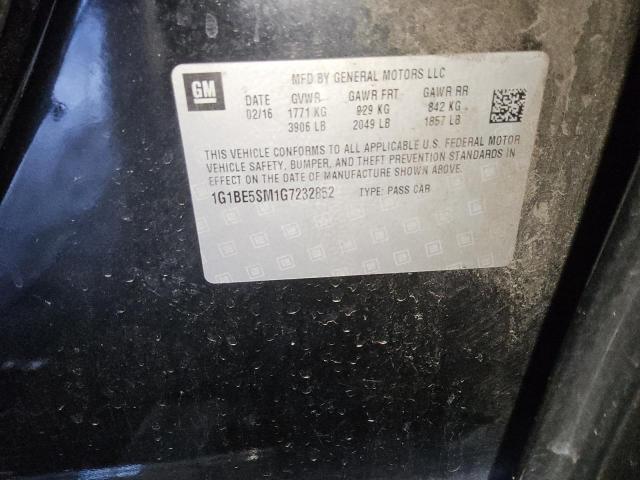 GM
MFD BY GENERAL MOTORS LLC
DATE GVWR GAWR FRT GAWR RR
02/16 1771 KG 929 KG 842 KG
3906 LB 2049 LB 1857 LB
THIS VEHICLE CONFORMS TO ALL APPLICABLE U.S. FEDERAL MOTOR
VEHICLE SAFETY, BUMPER, AND THEFT PREVENTION STANDARDS IN
EFFECT ON THE DATE OF MANUFACTURE SHOWN ABOVE.
1G1BE5SM1G7232852 TYPE: PASS CAR